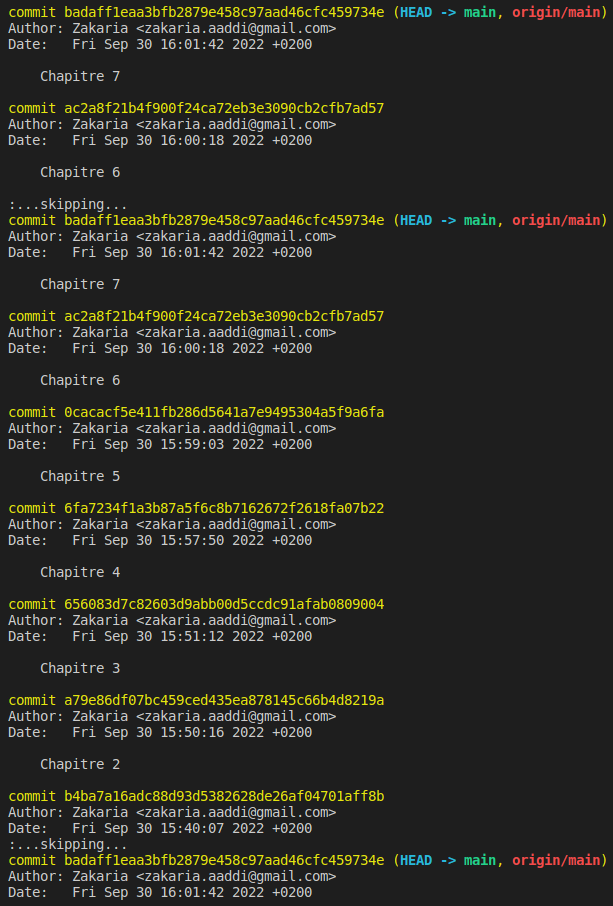 commit badaff1eaa3bfb2879e458c97aad46cfc459734e (HEAD -> main, origin/main)
Author: Zakaria <zakaria.aaddi@gmail.com>
Date:   Fri Sep 30 16:01:42 2022 +0200
    Chapitre 7
commit ac2a8f21b4f900f24ca72eb3e3090cb2cfb7ad57
Author: Zakaria <zakaria.aaddi@gmail.com>
Date:   Fri Sep 30 16:00:18 2022 +0200
    Chapitre 6
:...skipping...
commit badaff1eaa3bfb2879e458c97aad46cfc459734e (HEAD -> main, origin/main)
Author: Zakaria <zakaria.aaddi@gmail.com>
Date:   Fri Sep 30 16:01:42 2022 +0200
    Chapitre 7
commit ac2a8f21b4f900f24ca72eb3e3090cb2cfb7ad57
Author: Zakaria <zakaria.aaddi@gmail.com>
Date:   Fri Sep 30 16:00:18 2022 +0200
    Chapitre 6
commit 0cacacf5e411fb286d5641a7e9495304a5f9a6fa
Author: Zakaria <zakaria.aaddi@gmail.com>
Date:   Fri Sep 30 15:59:03 2022 +0200
    Chapitre 5
commit 6fa7234f1a3b87a5f6c8b7162672f2618fa07b22
Author: Zakaria <zakaria.aaddi@gmail.com>
Date:   Fri Sep 30 15:57:50 2022 +0200
    Chapitre 4
commit 656083d7c82603d9abb00d5ccdc91afab0809004
Author: Zakaria <zakaria.aaddi@gmail.com>
Date:   Fri Sep 30 15:51:12 2022 +0200
    Chapitre 3
commit a79e86df07bc459ced435ea878145c66b4d8219a
Author: Zakaria <zakaria.aaddi@gmail.com>
Date:   Fri Sep 30 15:50:16 2022 +0200
    Chapitre 2
commit b4ba7a16adc88d93d5382628de26af04701aff8b
Author: Zakaria <zakaria.aaddi@gmail.com>
Date:   Fri Sep 30 15:40:07 2022 +0200
:...skipping...
commit badaff1eaa3bfb2879e458c97aad46cfc459734e (HEAD -> main, origin/main)
Author: Zakaria <zakaria.aaddi@gmail.com>
Date:   Fri Sep 30 16:01:42 2022 +0200